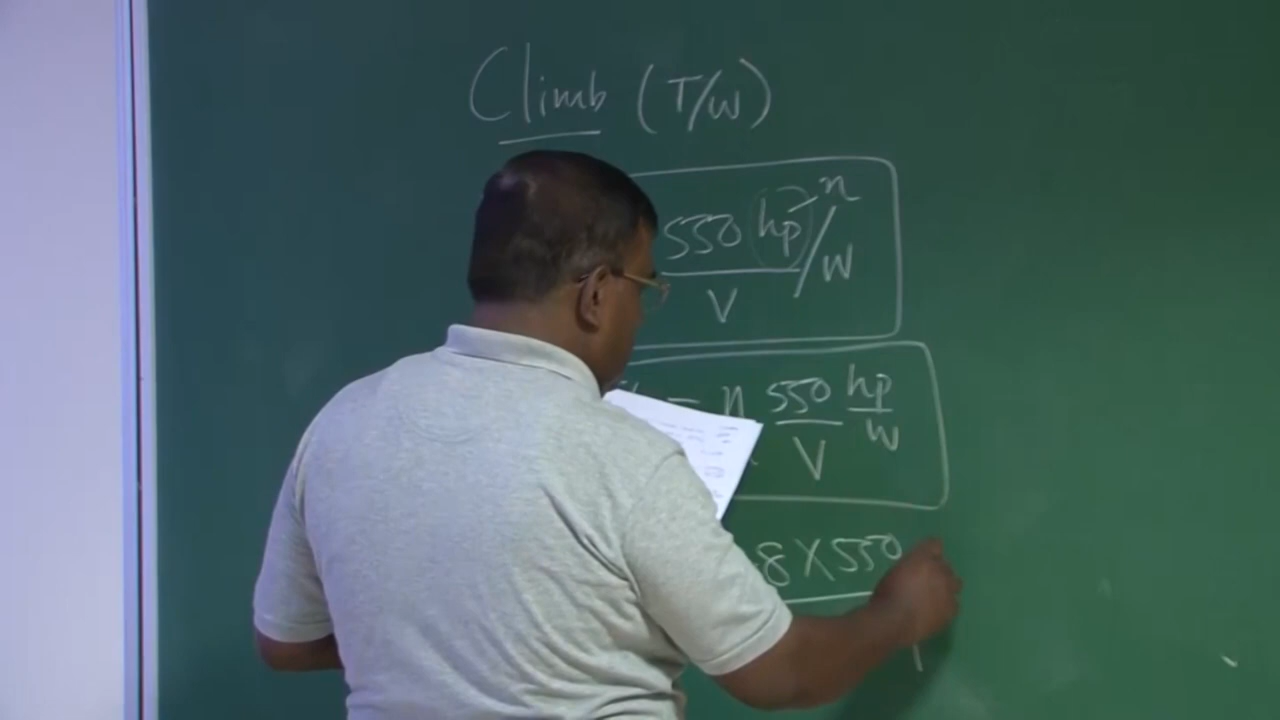 Climb (T/W)
550 hp n
V / W
= n 550 hp
V W
.8 X 550